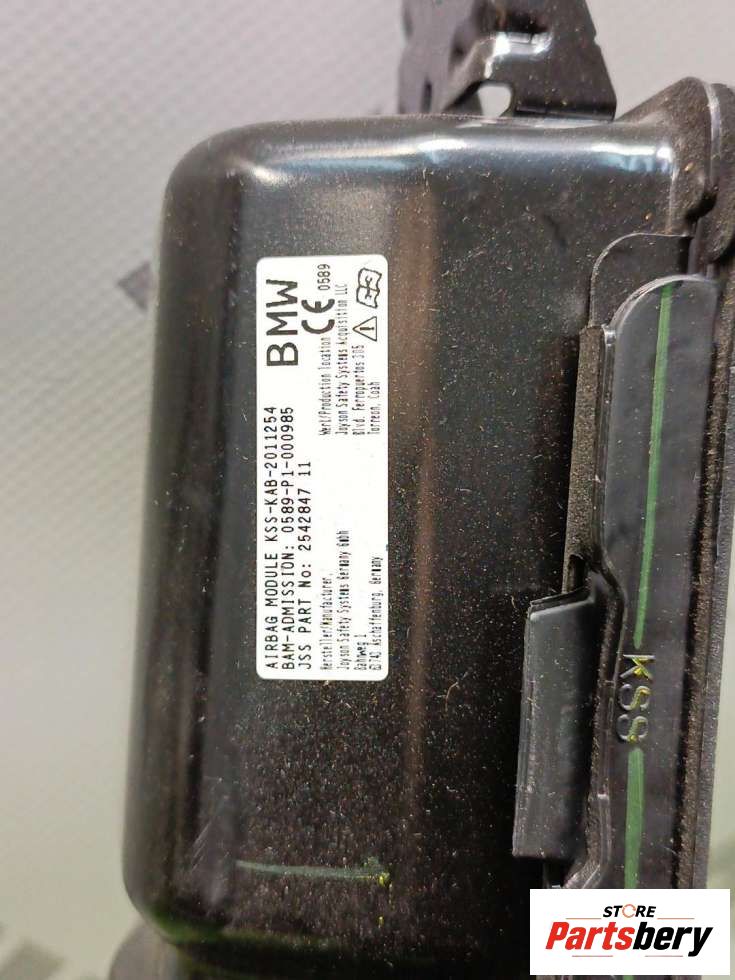 AIRBAG MODULE KSS-KAB-2011254
BAM-ADMISSION: 0589-P1-000985
JSS PART No: 2542847 11
Hersteller/Manufacturer,
Joyson Safety Systems Germany Gmbh
Bahnweg 1
63743 Aschaffenburg, Germany
BMW
CE 0589
Werk/Production location
Joyson Safety Systems Acquisition LLC
Blvd. Ferropuertos 305
Torreon, Coah
KSS
STORE
Partsbery